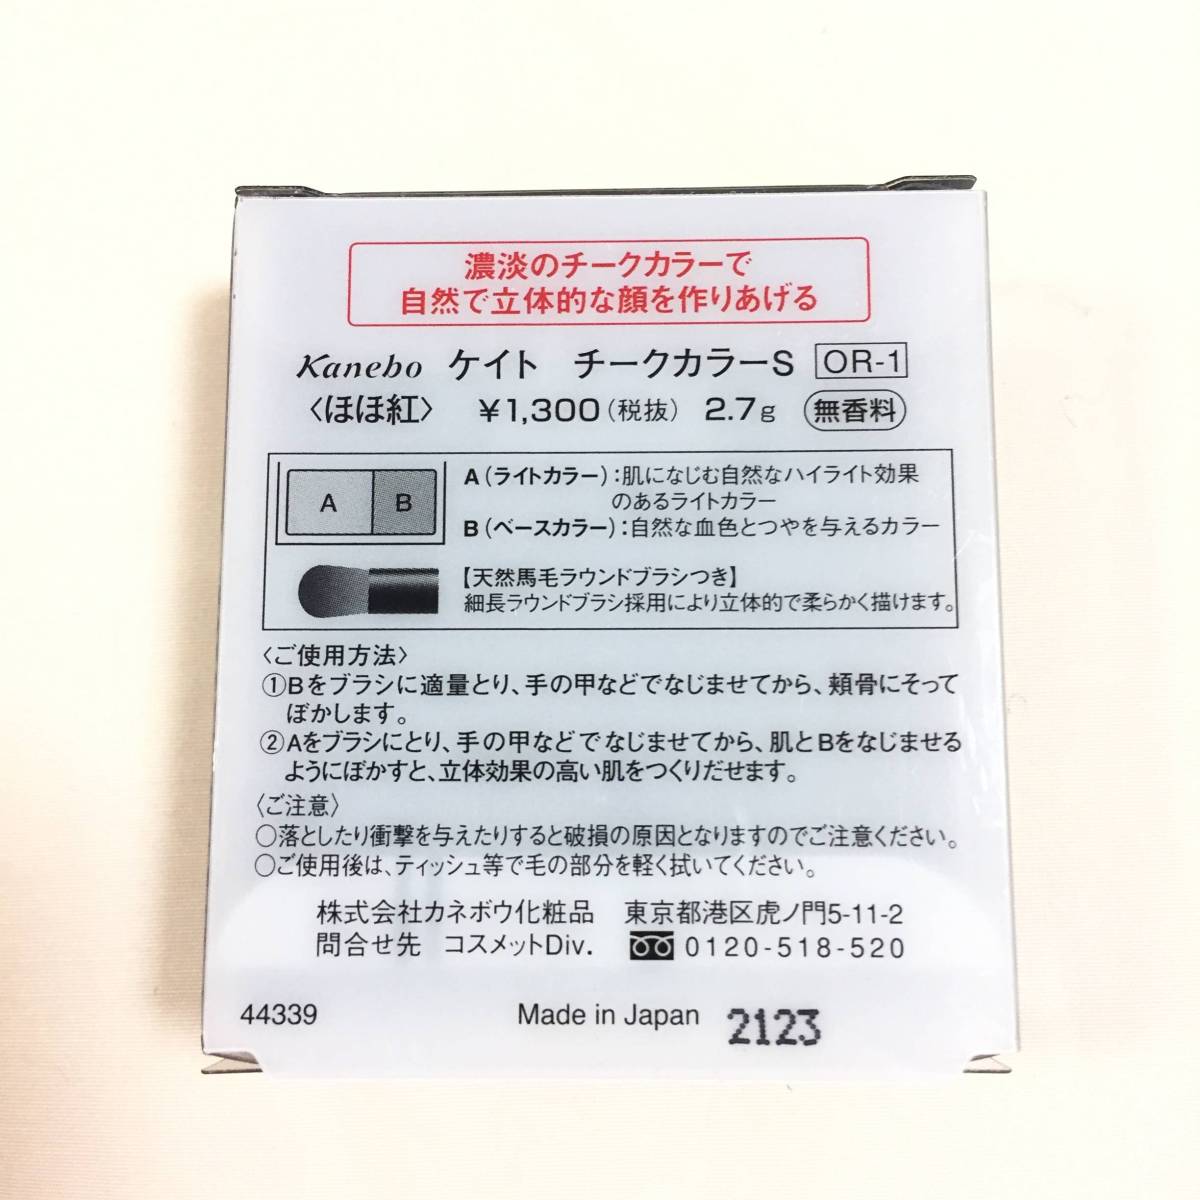 濃淡のチークカラーで
自然で立体的な顔を作りあげる
Kanebo ケイト チークカラーS OR-1
〈ほほ紅〉 ¥1,300(税抜) 2.7g 無香料
A B
A(ライトカラー):肌になじむ自然なハイライト効果
のあるライトカラー
B(ベースカラー):自然な血色とつやを与えるカラー
【天然馬毛ラウンドブラシつき】
細長ラウンドブラシ採用により立体的で柔らかく描けます。
〈ご使用方法〉
①Bをブラシに適量とり、手の甲などでなじませてから、頬骨にそって
ぼかします。
②Aをブラシにとり、手の甲などでなじませてから、肌とBをなじませる
ようにぼかすと、立体効果の高い肌をつくりだせます。
〈ご注意〉
○落としたり衝撃を与えたりすると破損の原因となりますのでご注意ください。
○ご使用後は、ティッシュ等で毛の部分を軽く拭いてください。
株式会社カネボウ化粧品 東京都港区虎ノ門5-11-2
問合せ先 コスメットDiv. 0120-518-520
44339 Made in Japan 2123